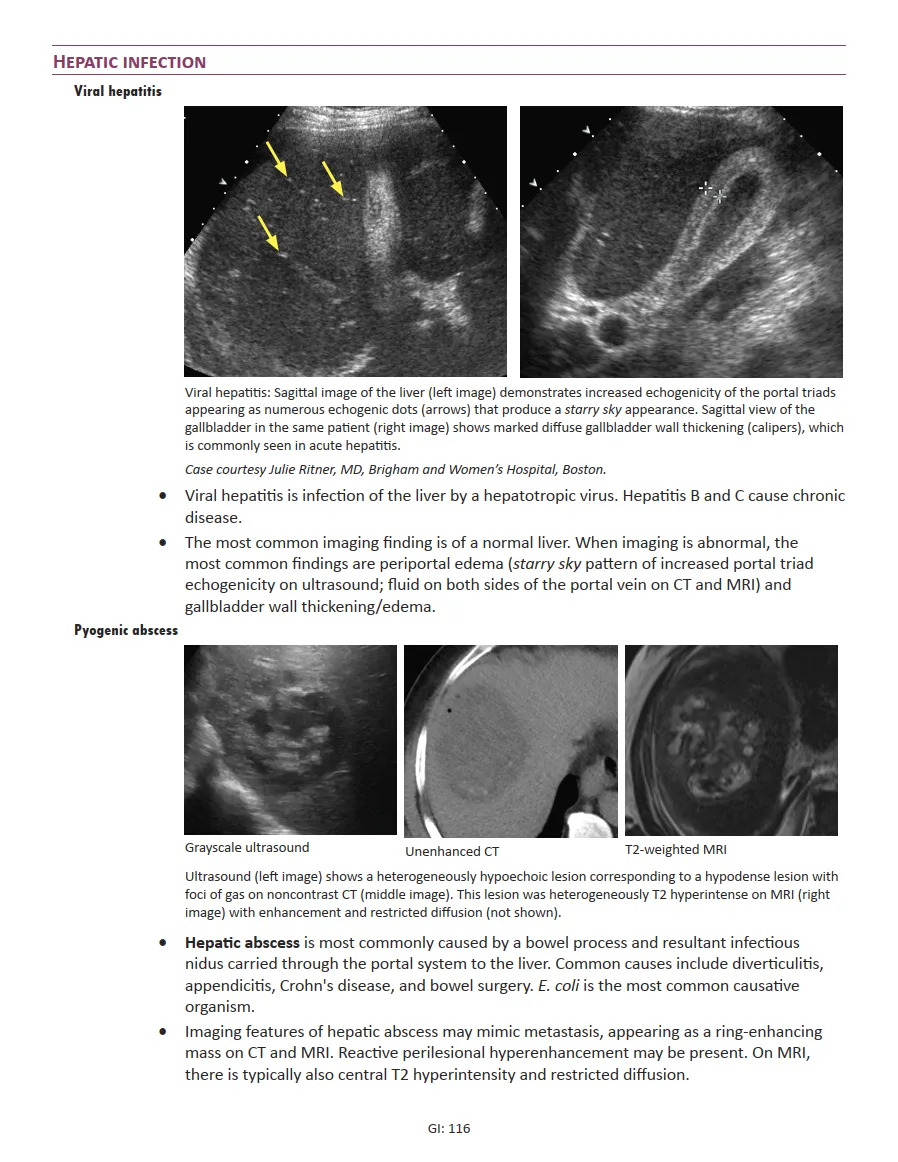 HEPATIC INFECTION
Viral hepatitis
Viral hepatitis: Sagittal image of the liver (left image) demonstrates increased echogenicity of the portal triads
appearing as numerous echogenic dots (arrows) that produce a starry sky appearance. Sagittal view of the
gallbladder in the same patient (right image) shows marked diffuse gallbladder wall thickening (calipers), which
is commonly seen in acute hepatitis.
Case courtesy Julie Ritner, MD, Brigham and Women's Hospital, Boston.
• Viral hepatitis is infection of the liver by a hepatotropic virus. Hepatitis B and C cause chronic
disease.
• The most common imaging finding is of a normal liver. When imaging is abnormal, the
most common findings are periportal edema (starry sky pattern of increased portal triad
echogenicity on ultrasound; fluid on both sides of the portal vein on CT and MRI) and
gallbladder wall thickening/edema.
Pyogenic abscess
Grayscale ultrasound
Unenhanced CT
T2-weighted MRI
Ultrasound (left image) shows a heterogeneously hypoechoic lesion corresponding to a hypodense lesion with
foci of gas on noncontrast CT (middle image). This lesion was heterogeneously T2 hyperintense on MRI (right
image) with enhancement and restricted diffusion (not shown).
• Hepatic abscess is most commonly caused by a bowel process and resultant infectious
nidus carried through the portal system to the liver. Common causes include diverticulitis,
appendicitis, Crohn's disease, and bowel surgery. E. coli is the most common causative
organism.
• Imaging features of hepatic abscess may mimic metastasis, appearing as a ring-enhancing
mass on CT and MRI. Reactive perilesional hyperenhancement may be present. On MRI,
there is typically also central T2 hyperintensity and restricted diffusion.
GI: 116